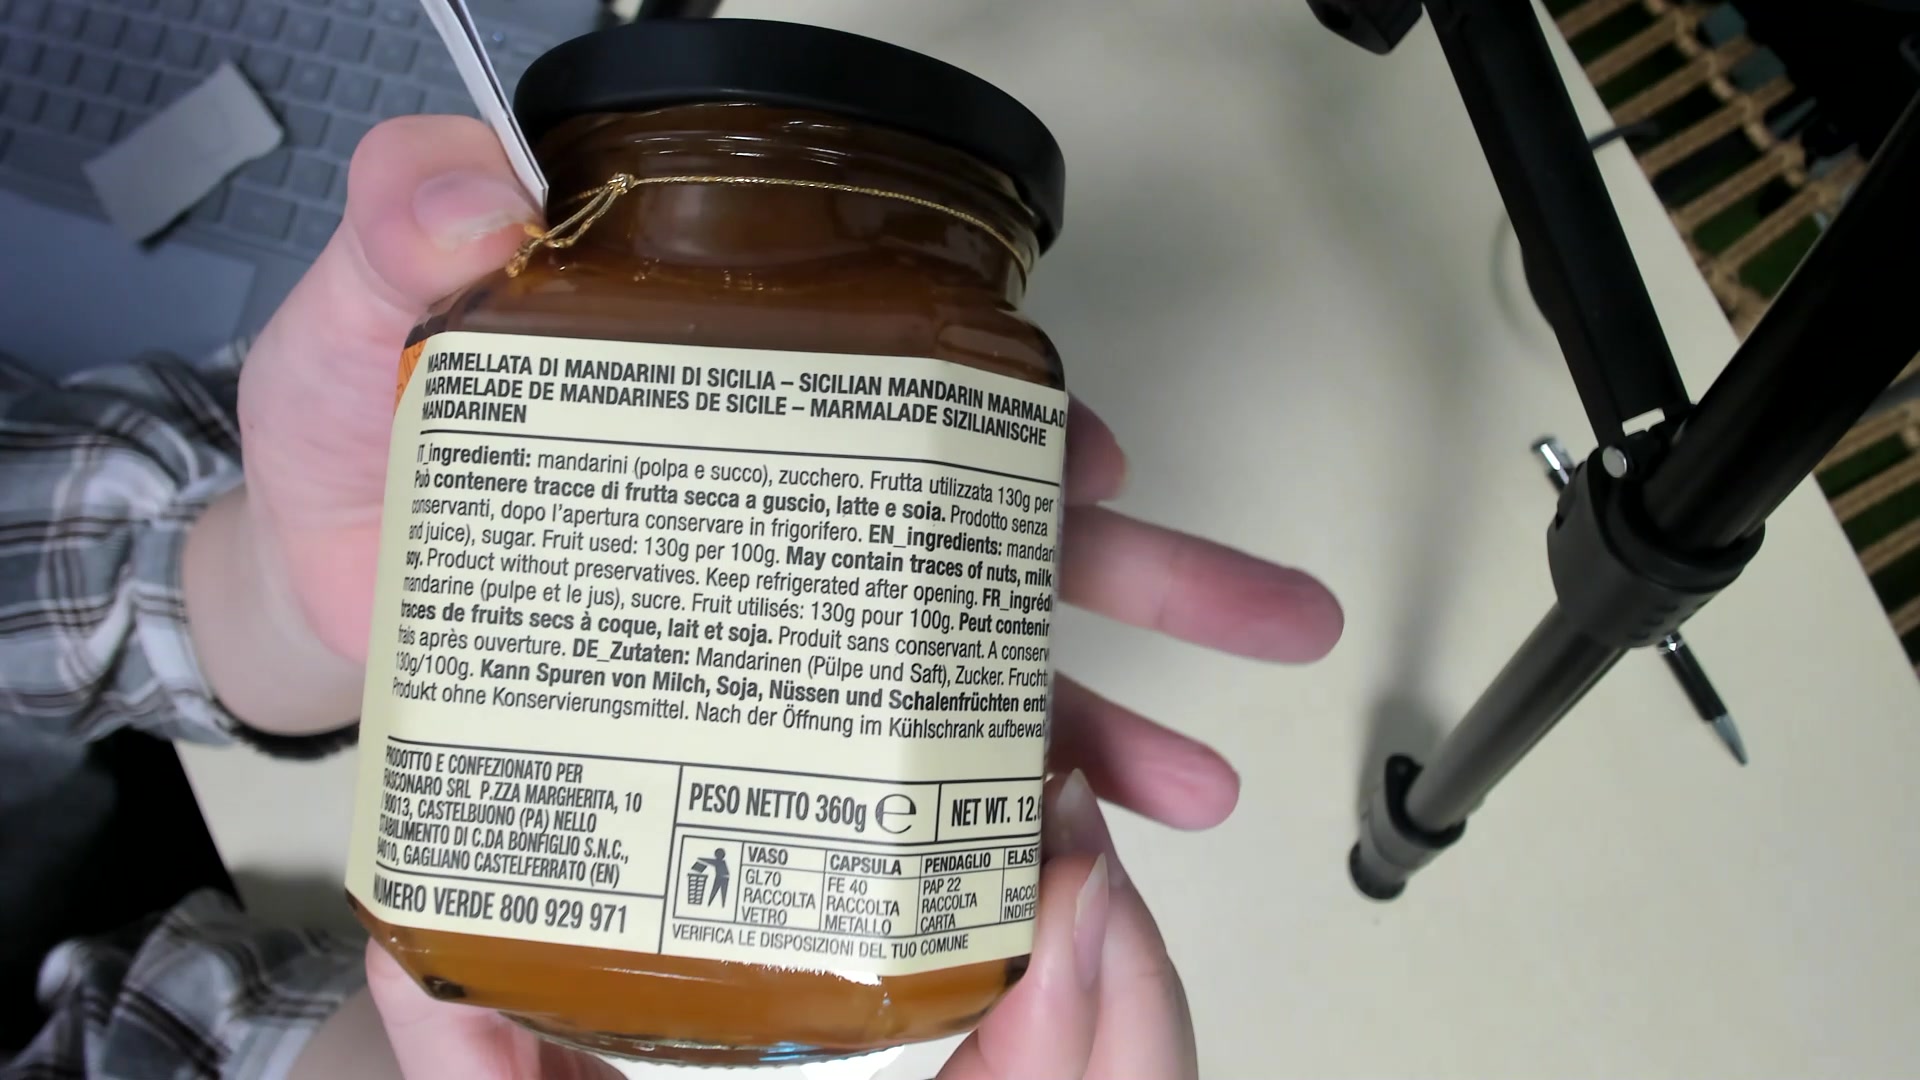 MARMELLATA DI MANDARINI DI SICILIA – SICILIAN MANDARIN MARMALAD
MARMELADE DE MANDARINES DE SICILE – MARMALADE SIZILIANISCHE
MANDARINEN
IT_ingredienti: mandarini (polpa e succo), zucchero. Frutta utilizzata 130g per
Può contenere tracce di frutta secca a guscio, latte e soia. Prodotto senza
conservanti, dopo l'apertura conservare in frigorifero. EN_ingredients: mandari
and juice), sugar. Fruit used: 130g per 100g. May contain traces of nuts, milk
soy. Product without preservatives. Keep refrigerated after opening. FR_ingrédi
mandarine (pulpe et le jus), sucre. Fruit utilisés: 130g pour 100g. Peut contenir
traces de fruits secs à coque, lait et soja. Produit sans conservant. A conserv
frais après ouverture. DE_Zutaten: Mandarinen (Pülpe und Saft), Zucker. Frucht
130g/100g. Kann Spuren von Milch, Soja, Nüssen und Schalenfrüchten ent
Produkt ohne Konservierungsmittel. Nach der Öffnung im Kühlschrank aufbewa
PRODOTTO E CONFEZIONATO PER
FIASCONARO SRL P.ZZA MARGHERITA, 10
90013, CASTELBUONO (PA) NELLO
STABILIMENTO DI C.DA BONFIGLIO S.N.C.,
94010, GAGLIANO CASTELFERRATO (EN)
NUMERO VERDE 800 929 971
PESO NETTO 360g e
NET WT. 12.
VASO
GL70
RACCOLTA
VETRO
CAPSULA
FE 40
RACCOLTA
METALLO
PENDAGLIO
PAP 22
RACCOLTA
CARTA
ELAST
RACCO
INDIFF
VERIFICA LE DISPOSIZIONI DEL TUO COMUNE